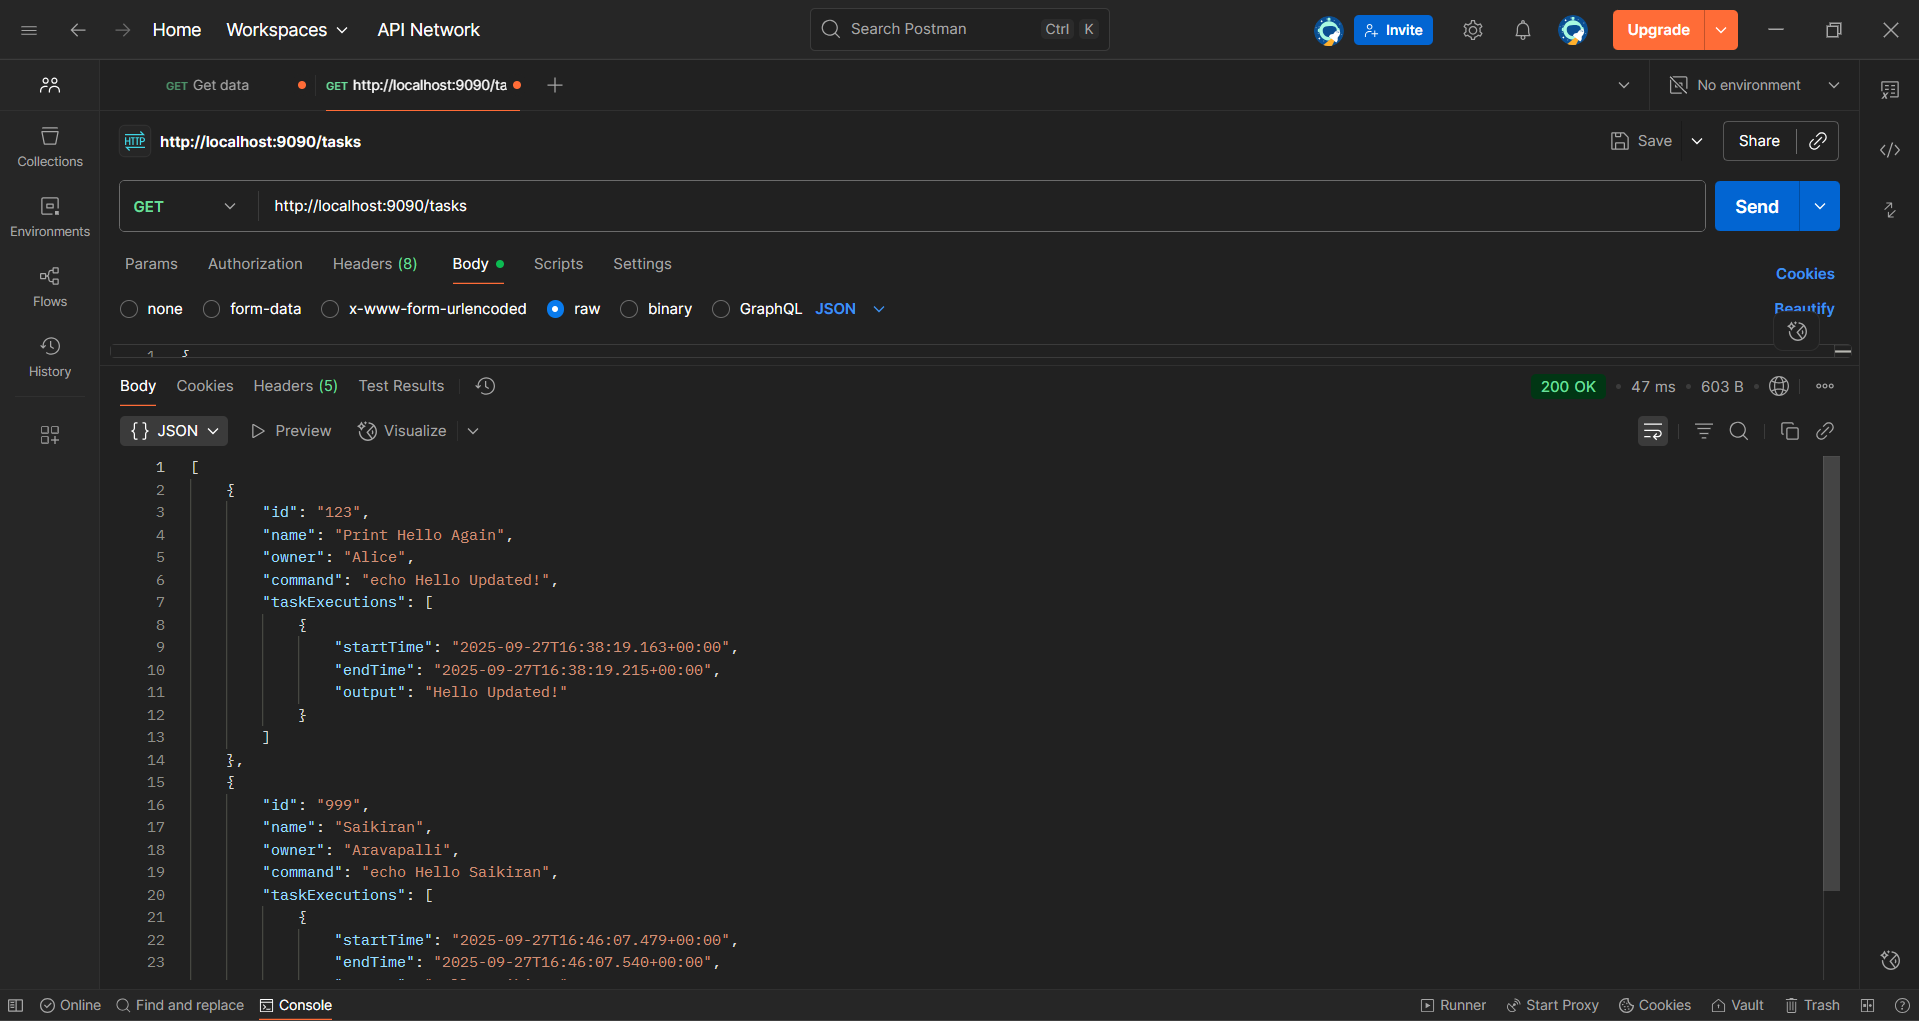 Home Workspaces API Network Search Postman Ctrl K Invite Upgrade
GET Get data GET http://localhost:9090/ta No environment
HTTP http://localhost:9090/tasks Save Share
Collections
GET http://localhost:9090/tasks Send
Environments
Params Authorization Headers (8) Body Scripts Settings Cookies
Flows
none form-data x-www-form-urlencoded raw binary GraphQL JSON Beautify
1 {
History
Body Cookies Headers (5) Test Results 200 OK 47 ms 603 B
{} JSON Preview Visualize
1 [
2 {
3 "id": "123",
4 "name": "Print Hello Again",
5 "owner": "Alice",
6 "command": "echo Hello Updated!",
7 "taskExecutions": [
8 {
9 "startTime": "2025-09-27T16:38:19.163+00:00",
10 "endTime": "2025-09-27T16:38:19.215+00:00",
11 "output": "Hello Updated!"
12 }
13 ]
14 },
15 {
16 "id": "999",
17 "name": "Saikiran",
18 "owner": "Aravapalli",
19 "command": "echo Hello Saikiran",
20 "taskExecutions": [
21 {
22 "startTime": "2025-09-27T16:46:07.479+00:00",
23 "endTime": "2025-09-27T16:46:07.540+00:00",
Online Find and replace Console Runner Start Proxy Cookies Vault Trash